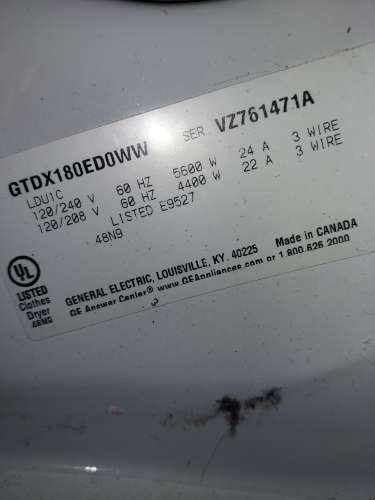 GTDX180ED0WW SER VZ761471A
LDU1C
120/240 V 60 HZ 5600 W 24 A 3 WIRE
120/208 V 60 HZ 4400 W 22 A 3 WIRE
LISTED E9527
48N9
UL
LISTED
Clothes
Dryer
48N9
GENERAL ELECTRIC, LOUISVILLE, KY. 40225 Made in CANADA
GE Answer Center® www.GEAppliances.com or 1.800.626.2000